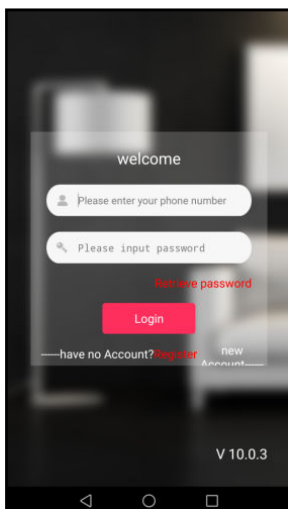 welcome
Please enter your phone number
Please input password
Retrieve password
Login
-----have no Account?Register new
Account-----
V 10.0.3